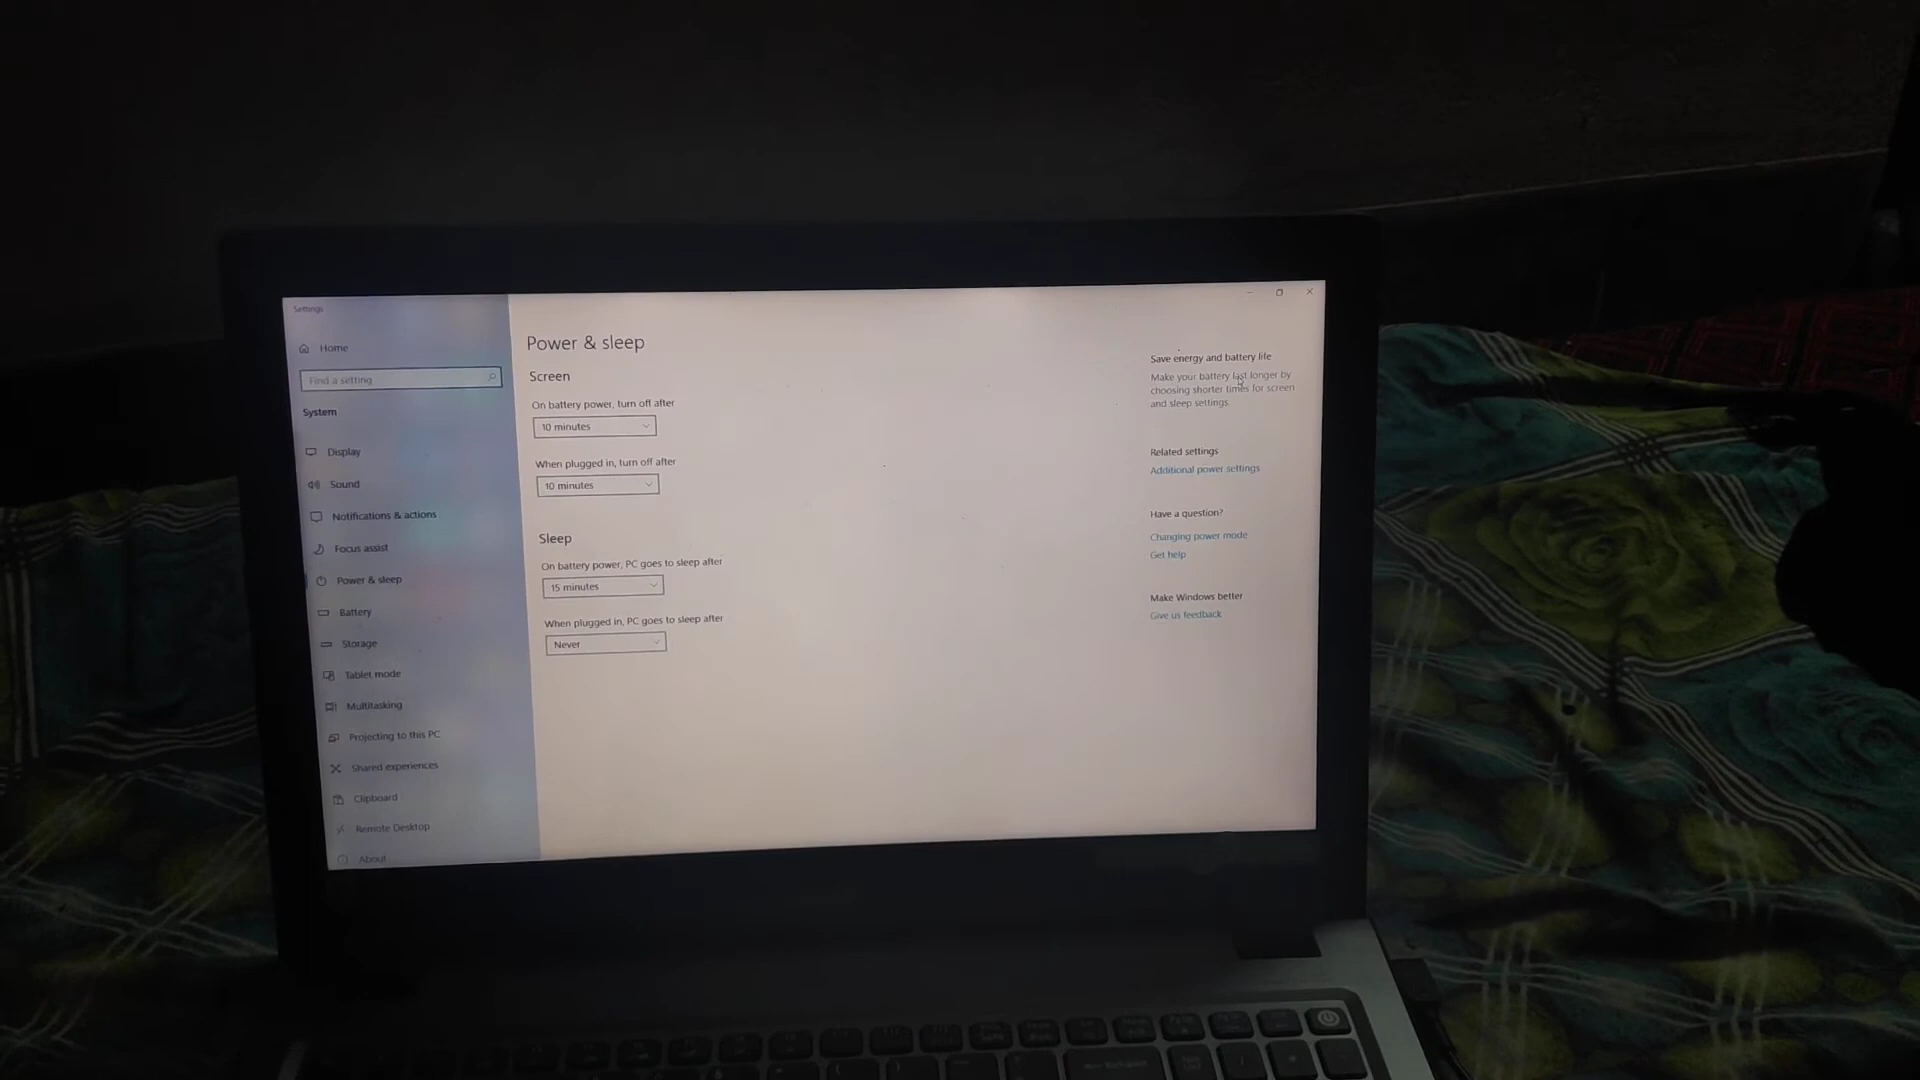 Settings
Home
Find a setting
System
Display
Sound
Notifications & actions
Focus assist
Power & sleep
Battery
Storage
Tablet mode
Multitasking
Projecting to this PC
Shared experiences
Clipboard
Remote Desktop
About
Power & sleep
Screen
On battery power, turn off after
10 minutes
When plugged in, turn off after
10 minutes
Sleep
On battery power, PC goes to sleep after
15 minutes
When plugged in, PC goes to sleep after
Never
Save energy and battery life
Make your battery last longer by
choosing shorter times for screen
and sleep settings.
Related settings
Additional power settings
Have a question?
Changing power mode
Get help
Make Windows better
Give us feedback